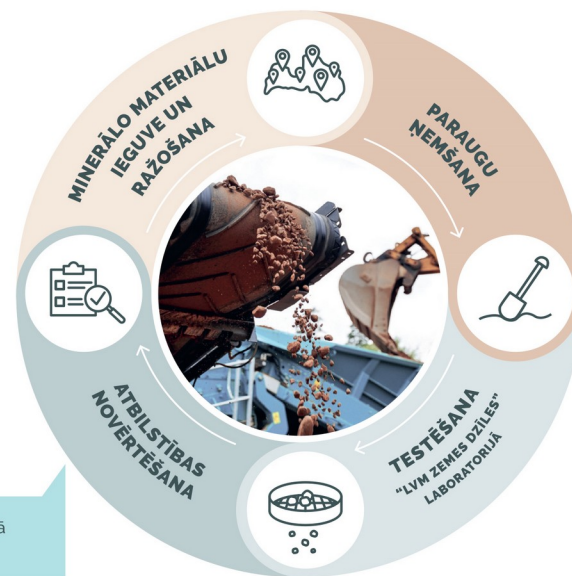 MINERĀLO MATERIĀLU
IEGUVE UN
RAŽOŠANA
PARAUGU
ŅEMŠANA
TESTĒŠANA
"LVM ZEMES DZĪLES"
LABORATORIJĀ
ATBILSTĪBAS
NOVĒRTĒŠANA